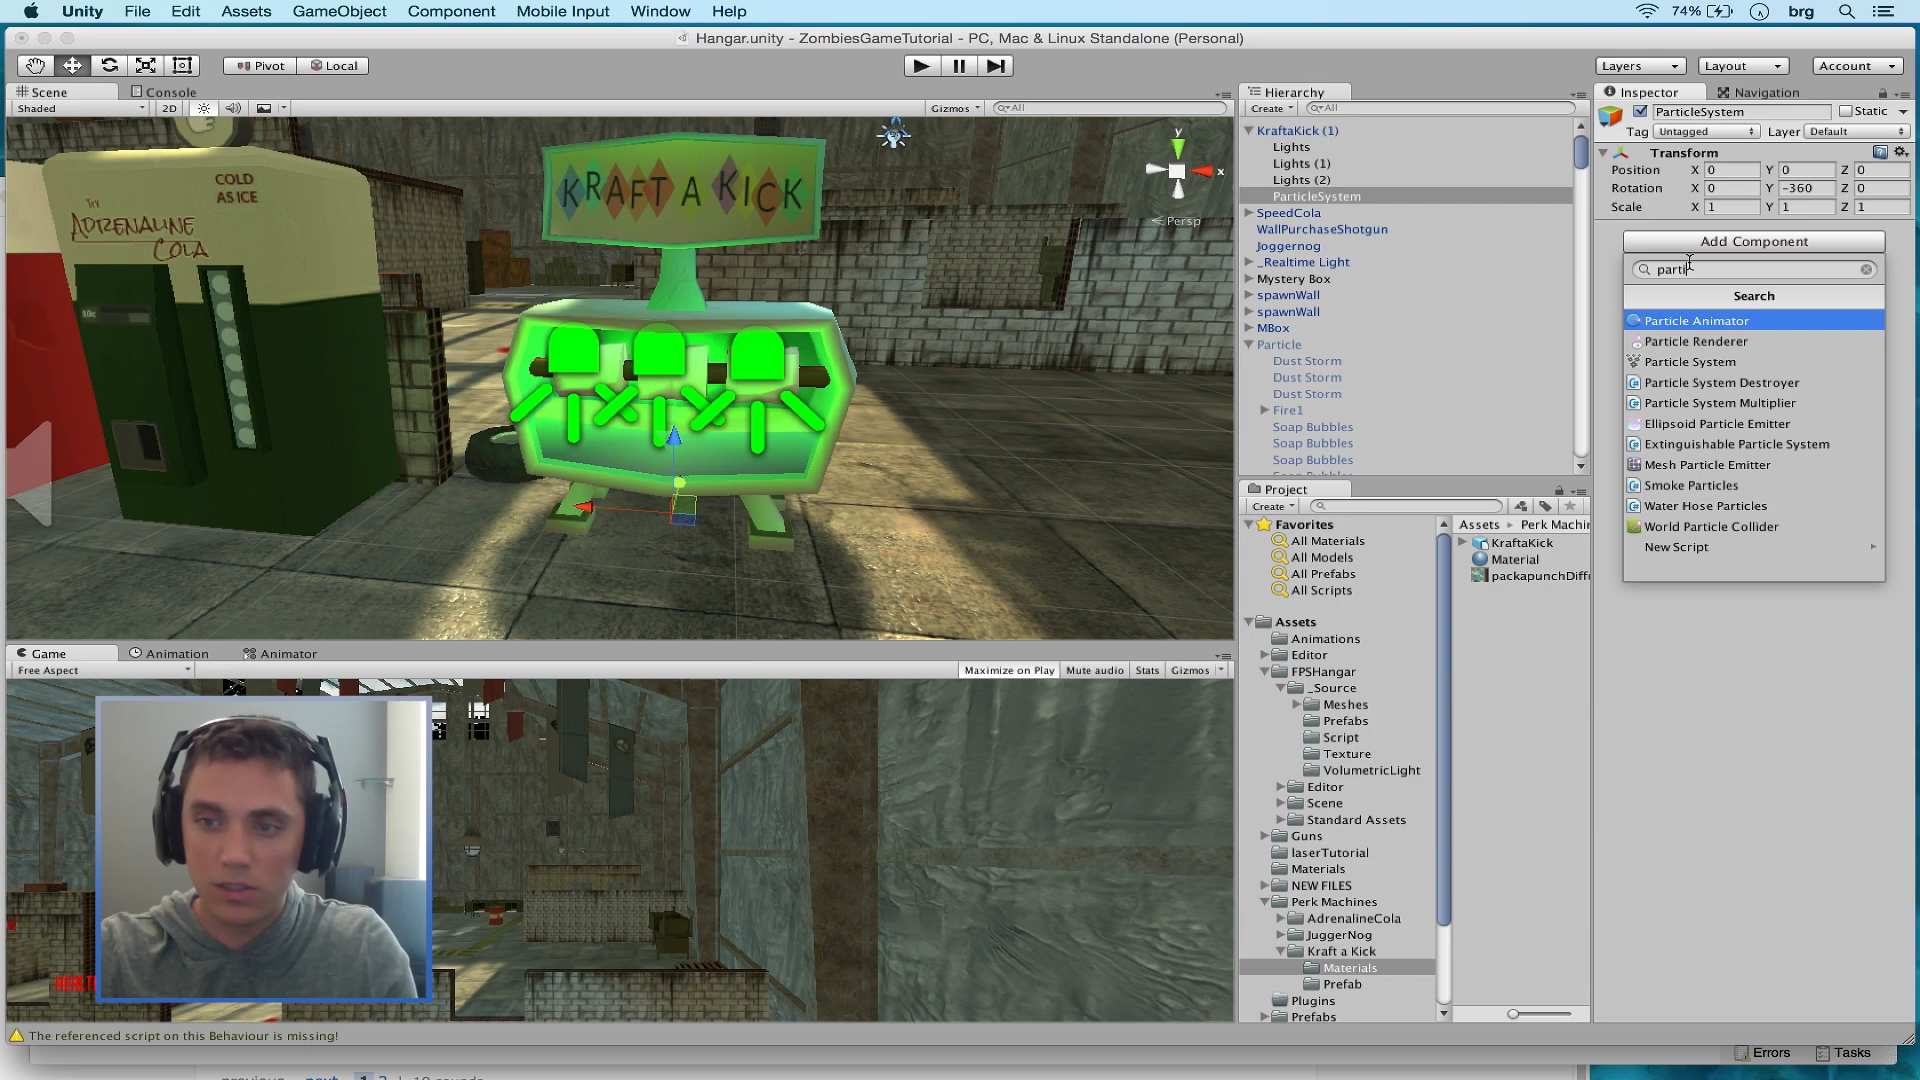 Unity File Edit Assets GameObject Component Mobile Input Window Help 74% brg
Hangar.unity - ZombiesGameTutorial - PC, Mac & Linux Standalone (Personal)
Pivot Local Layers Layout Account
Scene Console
Shaded 2D Gizmos All
COLD
AS ICE
Try
ADRENALINE
COLA
10c
KRAFT A KICK
y
x
Persp
Hierarchy
Create All
KraftaKick (1)
Lights
Lights (1)
Lights (2)
ParticleSystem
SpeedCola
WallPurchaseShotgun
Joggernog
_Realtime Light
Mystery Box
spawnWall
spawnWall
MBox
Particle
Dust Storm
Dust Storm
Dust Storm
Fire1
Soap Bubbles
Soap Bubbles
Soap Bubbles
Inspector Navigation
ParticleSystem Static
Tag Untagged Layer Default
Transform
Position X 0 Y 0 Z 0
Rotation X 0 Y -360 Z 0
Scale X 1 Y 1 Z 1
Add Component
parti
Search
Particle Animator
Particle Renderer
Particle System
Particle System Destroyer
Particle System Multiplier
Ellipsoid Particle Emitter
Extinguishable Particle System
Mesh Particle Emitter
Smoke Particles
Water Hose Particles
World Particle Collider
New Script
Project
Create
Favorites
All Materials
All Models
All Prefabs
All Scripts
Assets
Animations
Editor
FPSHangar
_Source
Meshes
Prefabs
Script
Texture
VolumetricLight
Editor
Scene
Standard Assets
Guns
laserTutorial
Materials
NEW FILES
Perk Machines
AdrenalineCola
JuggerNog
Kraft a Kick
Materials
Prefab
Plugins
Prefabs
Assets Perk Machin
KraftaKick
Material
packapunchDiff
Game Animation Animator
Free Aspect Maximize on Play Mute audio Stats Gizmos
The referenced script on this Behaviour is missing!
Errors Tasks